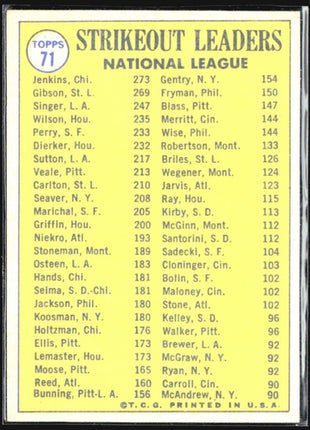 TOPPS
71
STRIKEOUT LEADERS
NATIONAL LEAGUE
Jenkins, Chi. 273
Gibson, St. L 269
Singer, L. A. 247
Wilson, Hou. 235
Perry, S. F. 233
Dierker, Hou. 232
Sutton, L. A. 217
Veale, Pitt. 213
Carlton, St. L. 210
Seaver, N. Y. 208
Marichal, S. F. 205
Griffin, Hou. 200
Niekro, Atl. 193
Stoneman, Mont. 189
Osteen, L. A. 183
Hands, Chi. 181
Selma, S. D.-Chi. 181
Jackson, Phil. 180
Koosman, N. Y. 180
Holtzman, Chi. 176
Ellis, Pitt. 173
Lemaster, Hou. 173
Moose, Pitt. 165
Reed, Atl. 160
Bunning, Pitt-L A. 156
Gentry, N. Y. 154
Fryman, Phil. 150
Blass, Pitt. 147
Merritt, Cin. 144
Wise, Phil. 144
Robertson, Mont. 133
Briles, St. L. 126
Wegener, Mont. 124
Jarvis, Atl. 123
Ray, Hou. 115
Kirby, S. D. 113
McGinn, Mont. 112
Santorini, S. D. 112
Sadecki, S. F. 104
Cloninger, Cin. 103
Bolin, S. F. 102
Maloney, Cin. 102
Stone, Atl. 102
Kelley, S. D. 96
Walker, Pitt. 96
Brewer, L. A. 92
McGraw, N. Y. 92
Ryan, N. Y. 92
Carroll, Cin. 90
McAndrew, N. Y. 90
© T. C. G. PRINTED IN U. S. A.